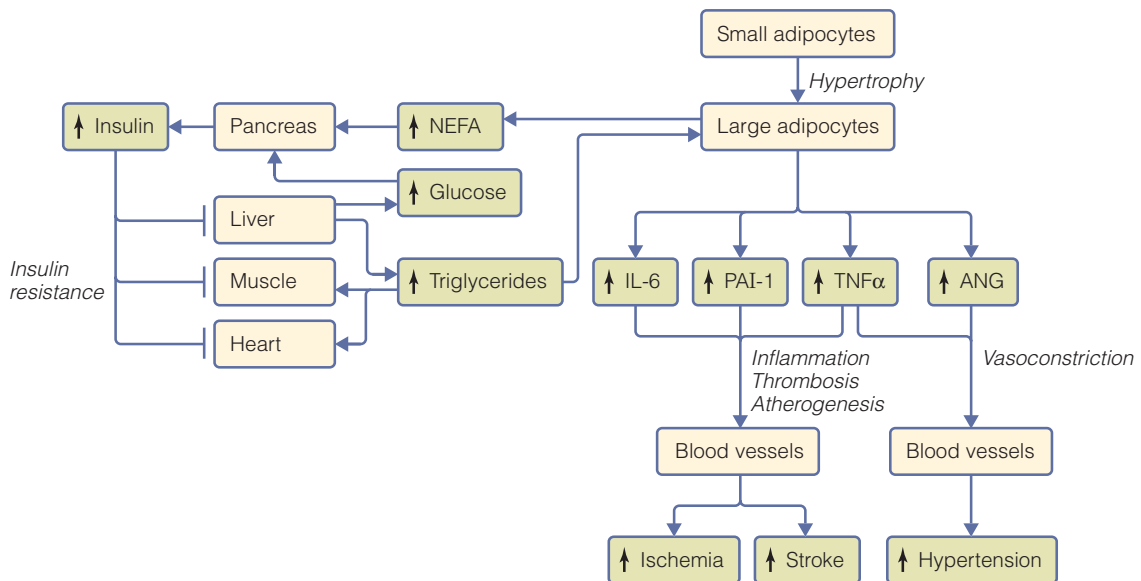 Small adipocytes
Hypertrophy
Insulin
Pancreas
NEFA
Large adipocytes
Glucose
Liver
Insulin
resistance
Muscle
Triglycerides
Heart
IL-6
PAI-1
TNFα
ANG
Inflammation
Thrombosis
Atherogenesis
Vasoconstriction
Blood vessels
Blood vessels
Ischemia
Stroke
Hypertension